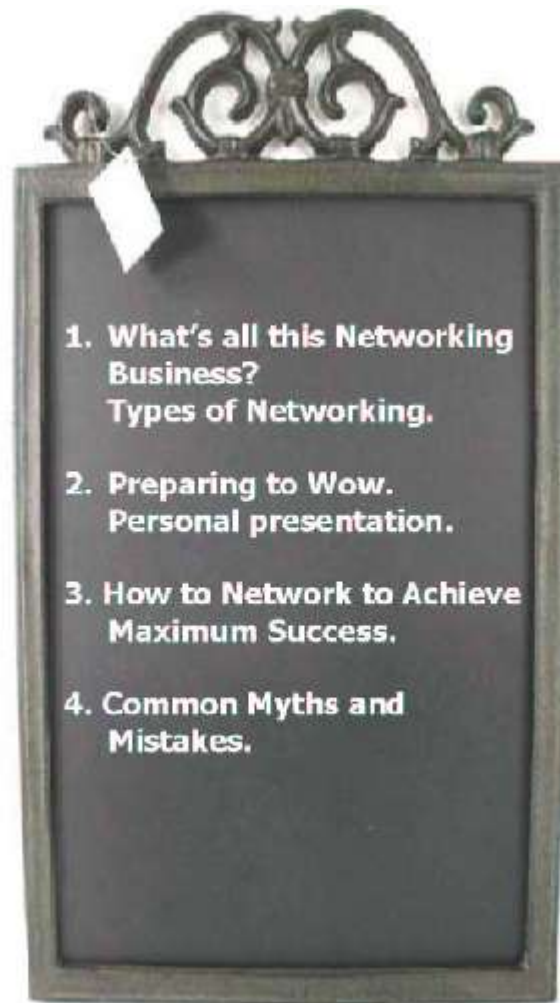 1. What's all this Networking
Business?
Types of Networking.
2. Preparing to Wow.
Personal presentation.
3. How to Network to Achieve
Maximum Success.
4. Common Myths and
Mistakes.